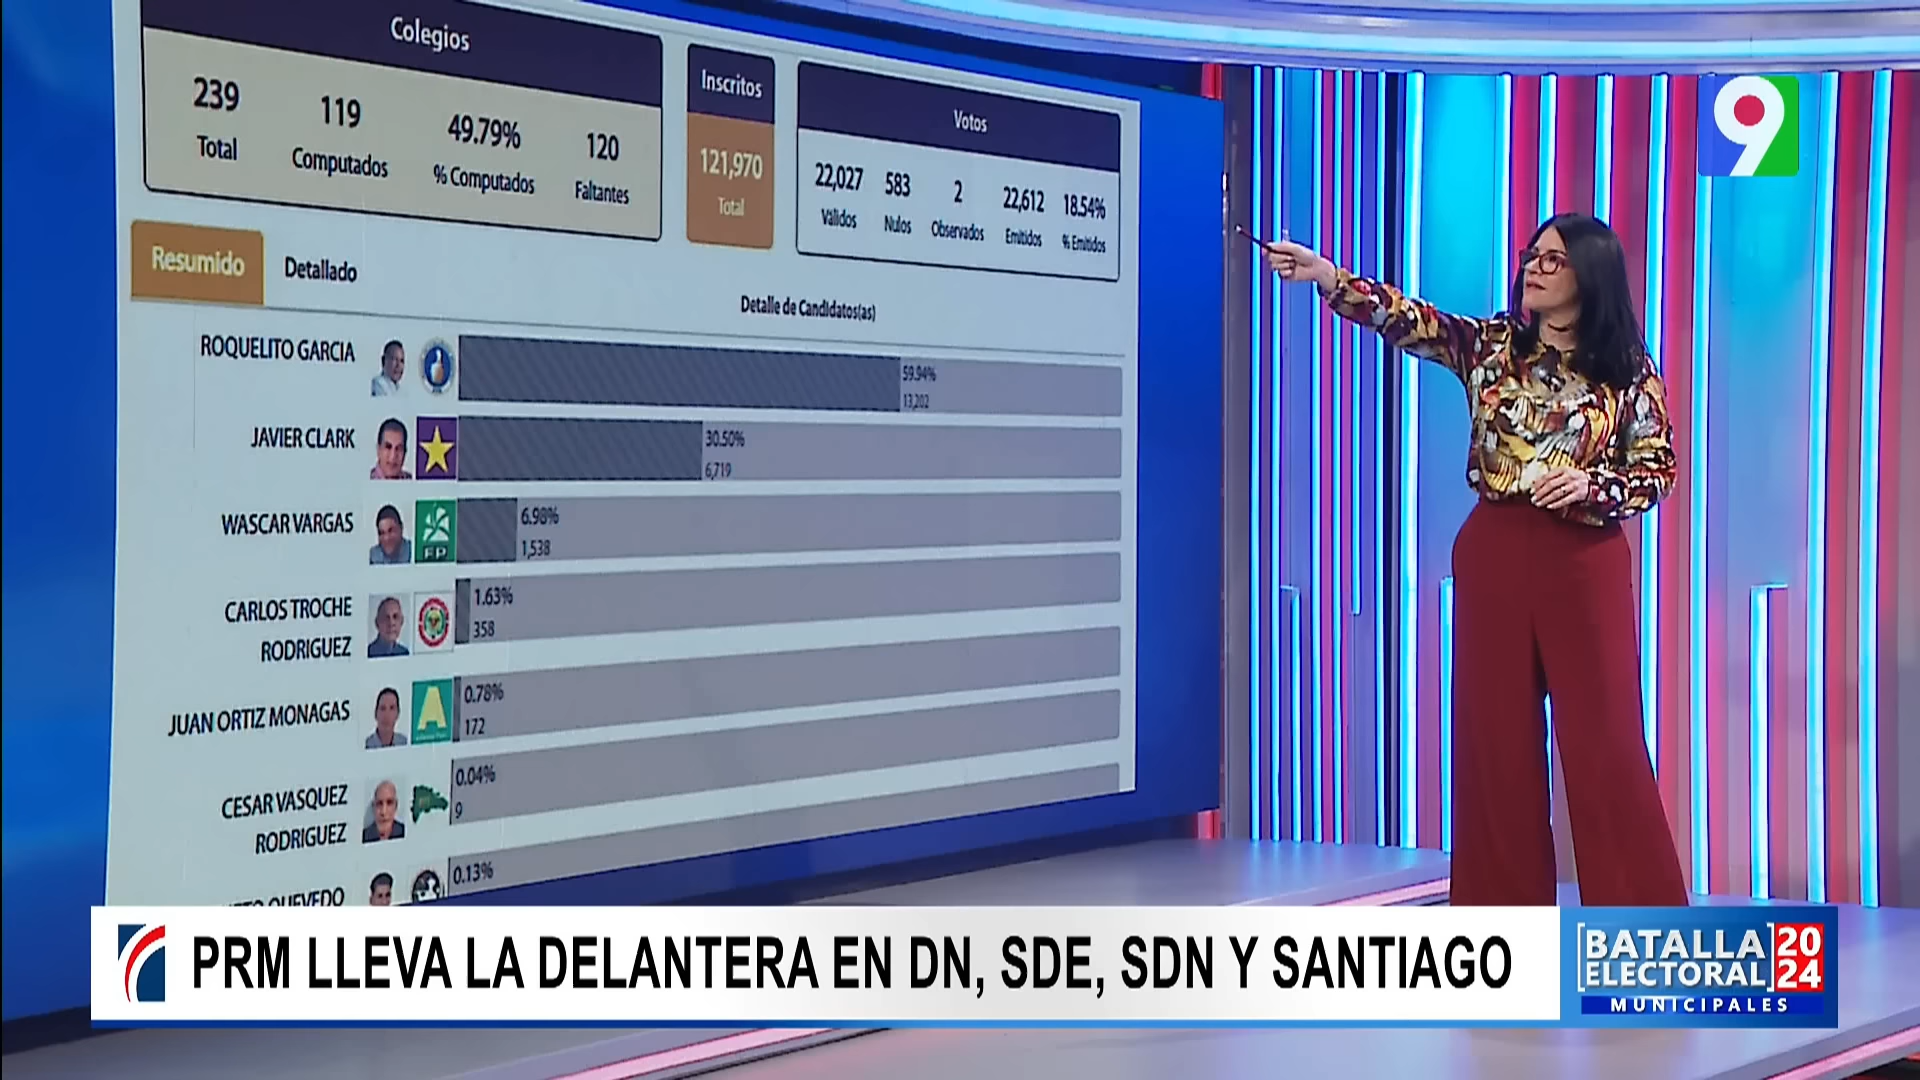 Colegios
239
Total
119
Computados
49.79%
% Computados
120
Faltantes
Inscritos
121,970
Total
Votos
22,027
Válidos
583
Nulos
2
Observados
22,612
Emitidos
18.54%
% Emitidos
9
Resumido
Detallado
Detalle de Candidatos(as)
ROQUELITO GARCIA
59.94%
13,202
JAVIER CLARK
30.50%
6,719
WASCAR VARGAS
FP
6.98%
1,538
CARLOS TROCHE
RODRIGUEZ
1.63%
358
JUAN ORTIZ MONAGAS
A
0.78%
172
CESAR VASQUEZ
RODRIGUEZ
0.04%
9
QUEVEDO
0.13%
PRM LLEVA LA DELANTERA EN DN, SDE, SDN Y SANTIAGO
[BATALLA
ELECTORAL]
20
24
MUNICIPALES